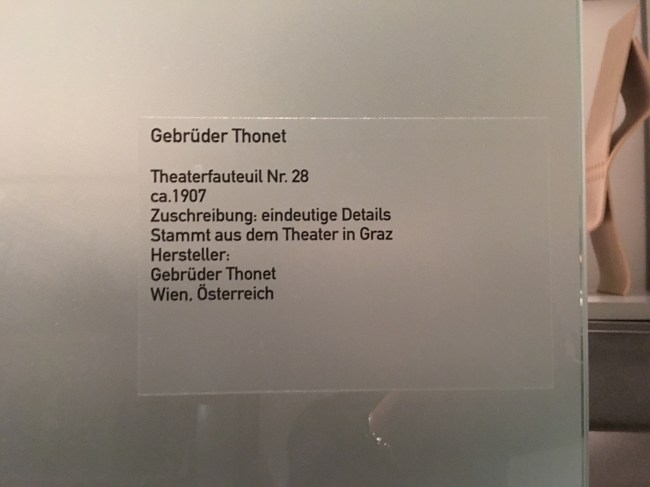 Gebrüder Thonet
Theaterfauteuil Nr. 28
ca.1907
Zuschreibung: eindeutige Details
Stammt aus dem Theater in Graz
Hersteller:
Gebrüder Thonet
Wien, Österreich